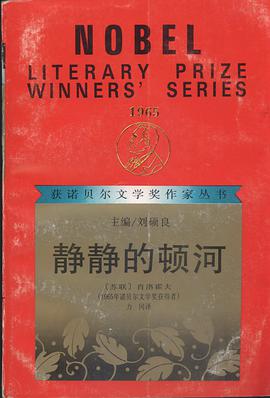 NOBEL
LITERARY PRIZE
WINNERS' SERIES
1965
获诺贝尔文学奖作家丛书
主编/刘硕良
静静的顿河
〔苏联〕肖洛霍夫
(1965年诺贝尔文学奖获得者)
力冈译